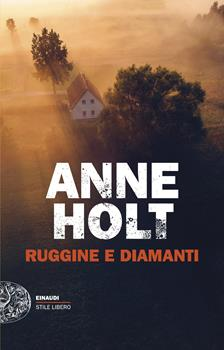 ANNE
HOLT
RUGGINE E DIAMANTI
EINAUDI
STILE LIBERO